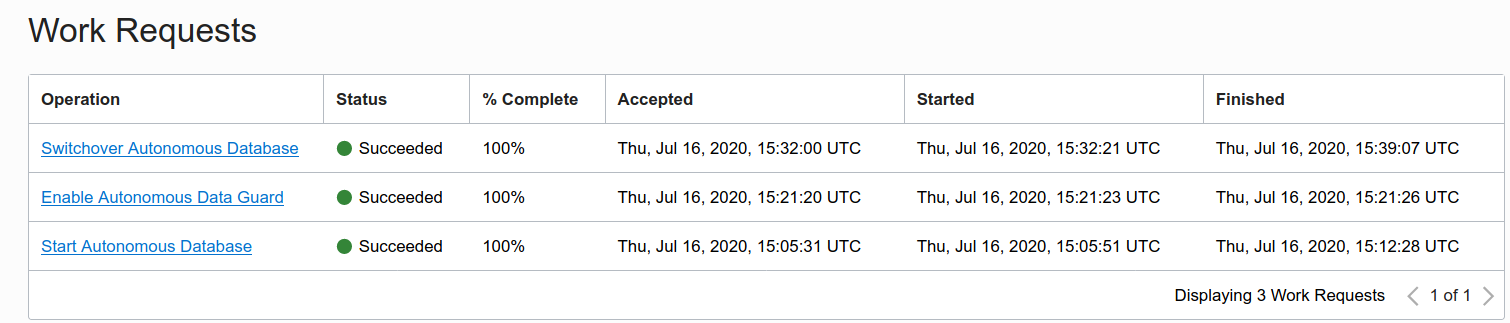 Work Requests
Operation Status % Complete Accepted Started Finished
Switchover Autonomous Database Succeeded 100% Thu, Jul 16, 2020, 15:32:00 UTC Thu, Jul 16, 2020, 15:32:21 UTC Thu, Jul 16, 2020, 15:39:07 UTC
Enable Autonomous Data Guard Succeeded 100% Thu, Jul 16, 2020, 15:21:20 UTC Thu, Jul 16, 2020, 15:21:23 UTC Thu, Jul 16, 2020, 15:21:26 UTC
Start Autonomous Database Succeeded 100% Thu, Jul 16, 2020, 15:05:31 UTC Thu, Jul 16, 2020, 15:05:51 UTC Thu, Jul 16, 2020, 15:12:28 UTC
Displaying 3 Work Requests 1 of 1